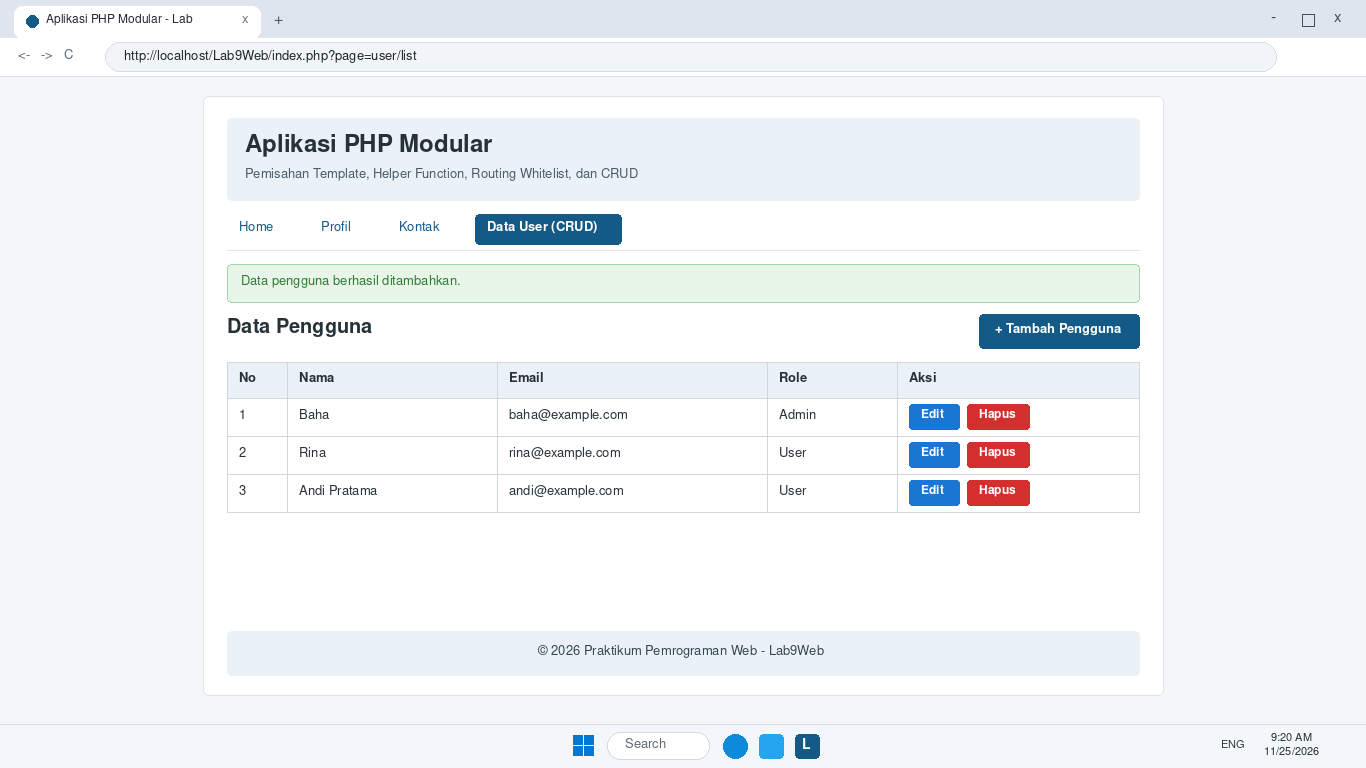 Aplikasi PHP Modular - Lab x +
- x
<- -> C http://localhost/Lab9Web/index.php?page=user/list
Aplikasi PHP Modular
Pemisahan Template, Helper Function, Routing Whitelist, dan CRUD
Home Profil Kontak Data User (CRUD)
Data pengguna berhasil ditambahkan.
Data Pengguna + Tambah Pengguna
No Nama Email Role Aksi
1 Baha baha@example.com Admin Edit Hapus
2 Rina rina@example.com User Edit Hapus
3 Andi Pratama andi@example.com User Edit Hapus
© 2026 Praktikum Pemrograman Web - Lab9Web
Search L ENG 9:20 AM
11/25/2026